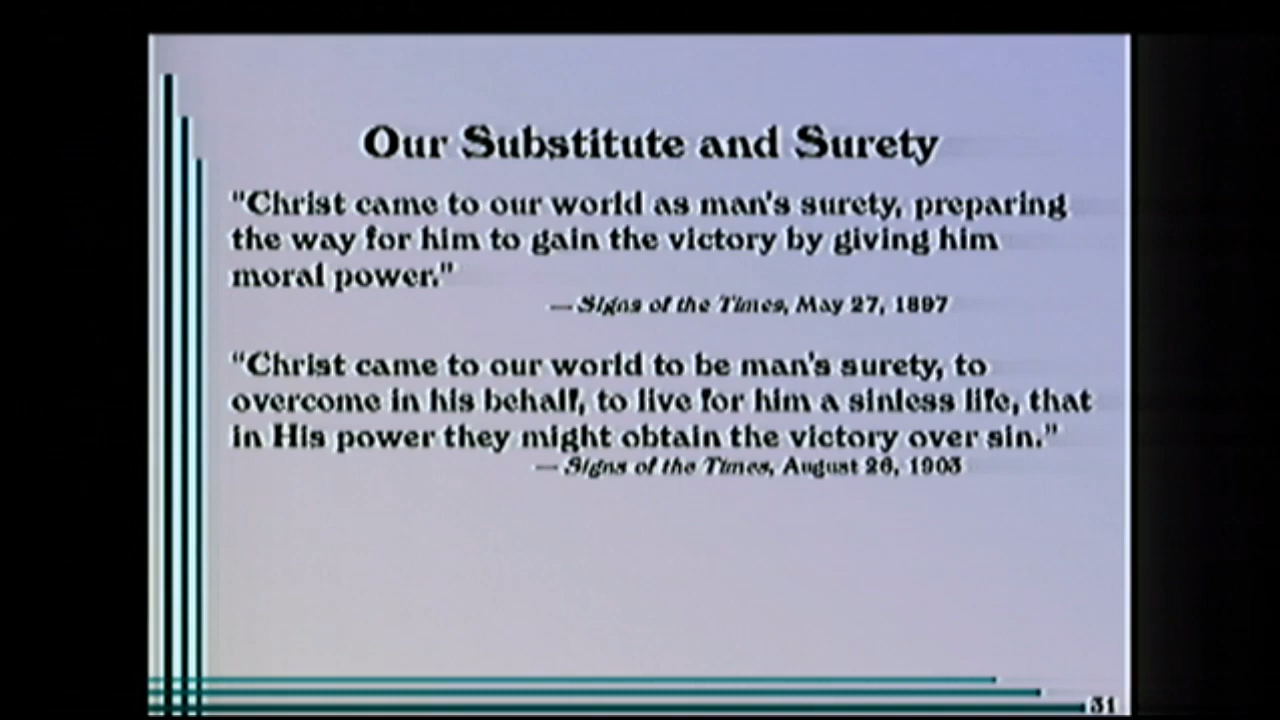 Our Substitute and Surety
"Christ came to our world as man's surety, preparing
the way for him to gain the victory by giving him
moral power."
— Signs of the Times, May 27, 1897
"Christ came to our world to be man's surety, to
overcome in his behalf, to live for him a sinless life, that
in His power they might obtain the victory over sin."
— Signs of the Times, August 26, 1903
31